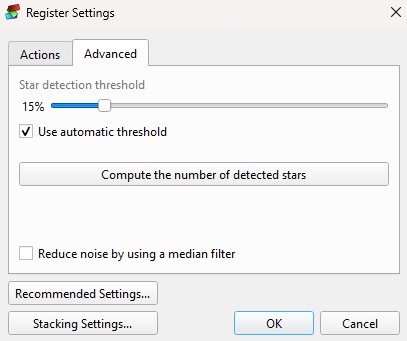 Register Settings
Actions
Advanced
Star detection threshold
15%
Use automatic threshold
Compute the number of detected stars
Reduce noise by using a median filter
Recommended Settings...
Stacking Settings...
OK
Cancel